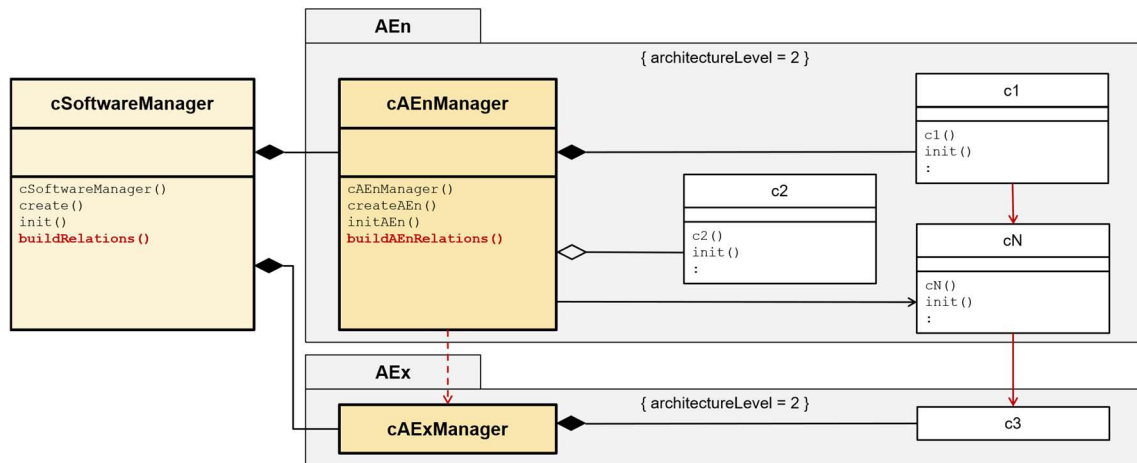 AEn
{ architectureLevel = 2 }
cSoftwareManager
cSoftwareManager()
create()
init()
buildRelations()
cAEnManager
cAEnManager()
createAEn()
initAEn()
buildAEnRelations()
c1
c1()
init()
:
c2
c2()
init()
:
cN
cN()
init()
:
AEx
{ architectureLevel = 2 }
cAExManager
c3